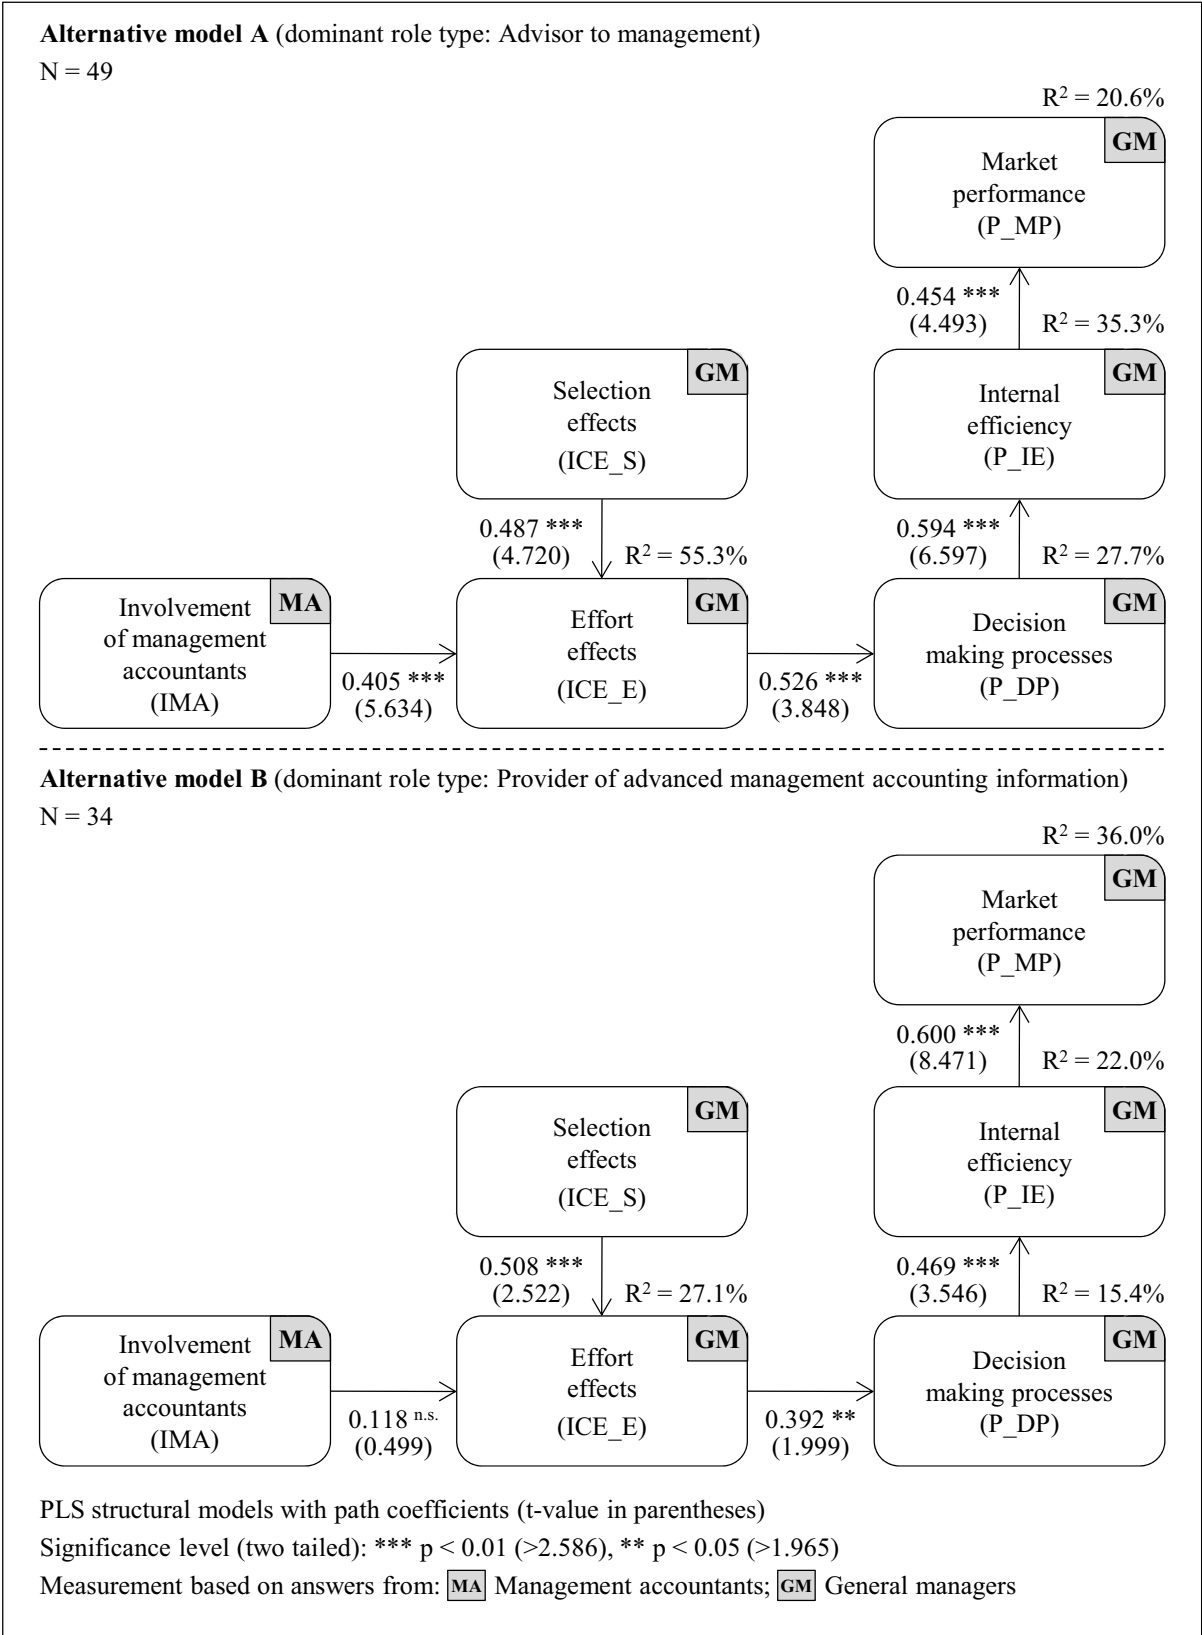 Alternative model A (dominant role type: Advisor to management)
N = 49
R² = 20.6%
GM
Market
performance
(P_MP)
0.454 ***
(4.493)
R² = 35.3%
GM
Selection
effects
(ICE_S)
GM
Internal
efficiency
(P_IE)
0.487 ***
(4.720)
R² = 55.3%
0.594 ***
(6.597)
R² = 27.7%
MA
Involvement
of management
accountants
(IMA)
0.405 ***
(5.634)
GM
Effort
effects
(ICE_E)
0.526 ***
(3.848)
GM
Decision
making processes
(P_DP)
Alternative model B (dominant role type: Provider of advanced management accounting information)
N = 34
R² = 36.0%
GM
Market
performance
(P_MP)
0.600 ***
(8.471)
R² = 22.0%
GM
Selection
effects
(ICE_S)
GM
Internal
efficiency
(P_IE)
0.508 ***
(2.522)
R² = 27.1%
0.469 ***
(3.546)
R² = 15.4%
MA
Involvement
of management
accountants
(IMA)
0.118 n.s.
(0.499)
GM
Effort
effects
(ICE_E)
0.392 **
(1.999)
GM
Decision
making processes
(P_DP)
PLS structural models with path coefficients (t-value in parentheses)
Significance level (two tailed): *** p < 0.01 (>2.586), ** p < 0.05 (>1.965)
Measurement based on answers from: MA Management accountants; GM General managers